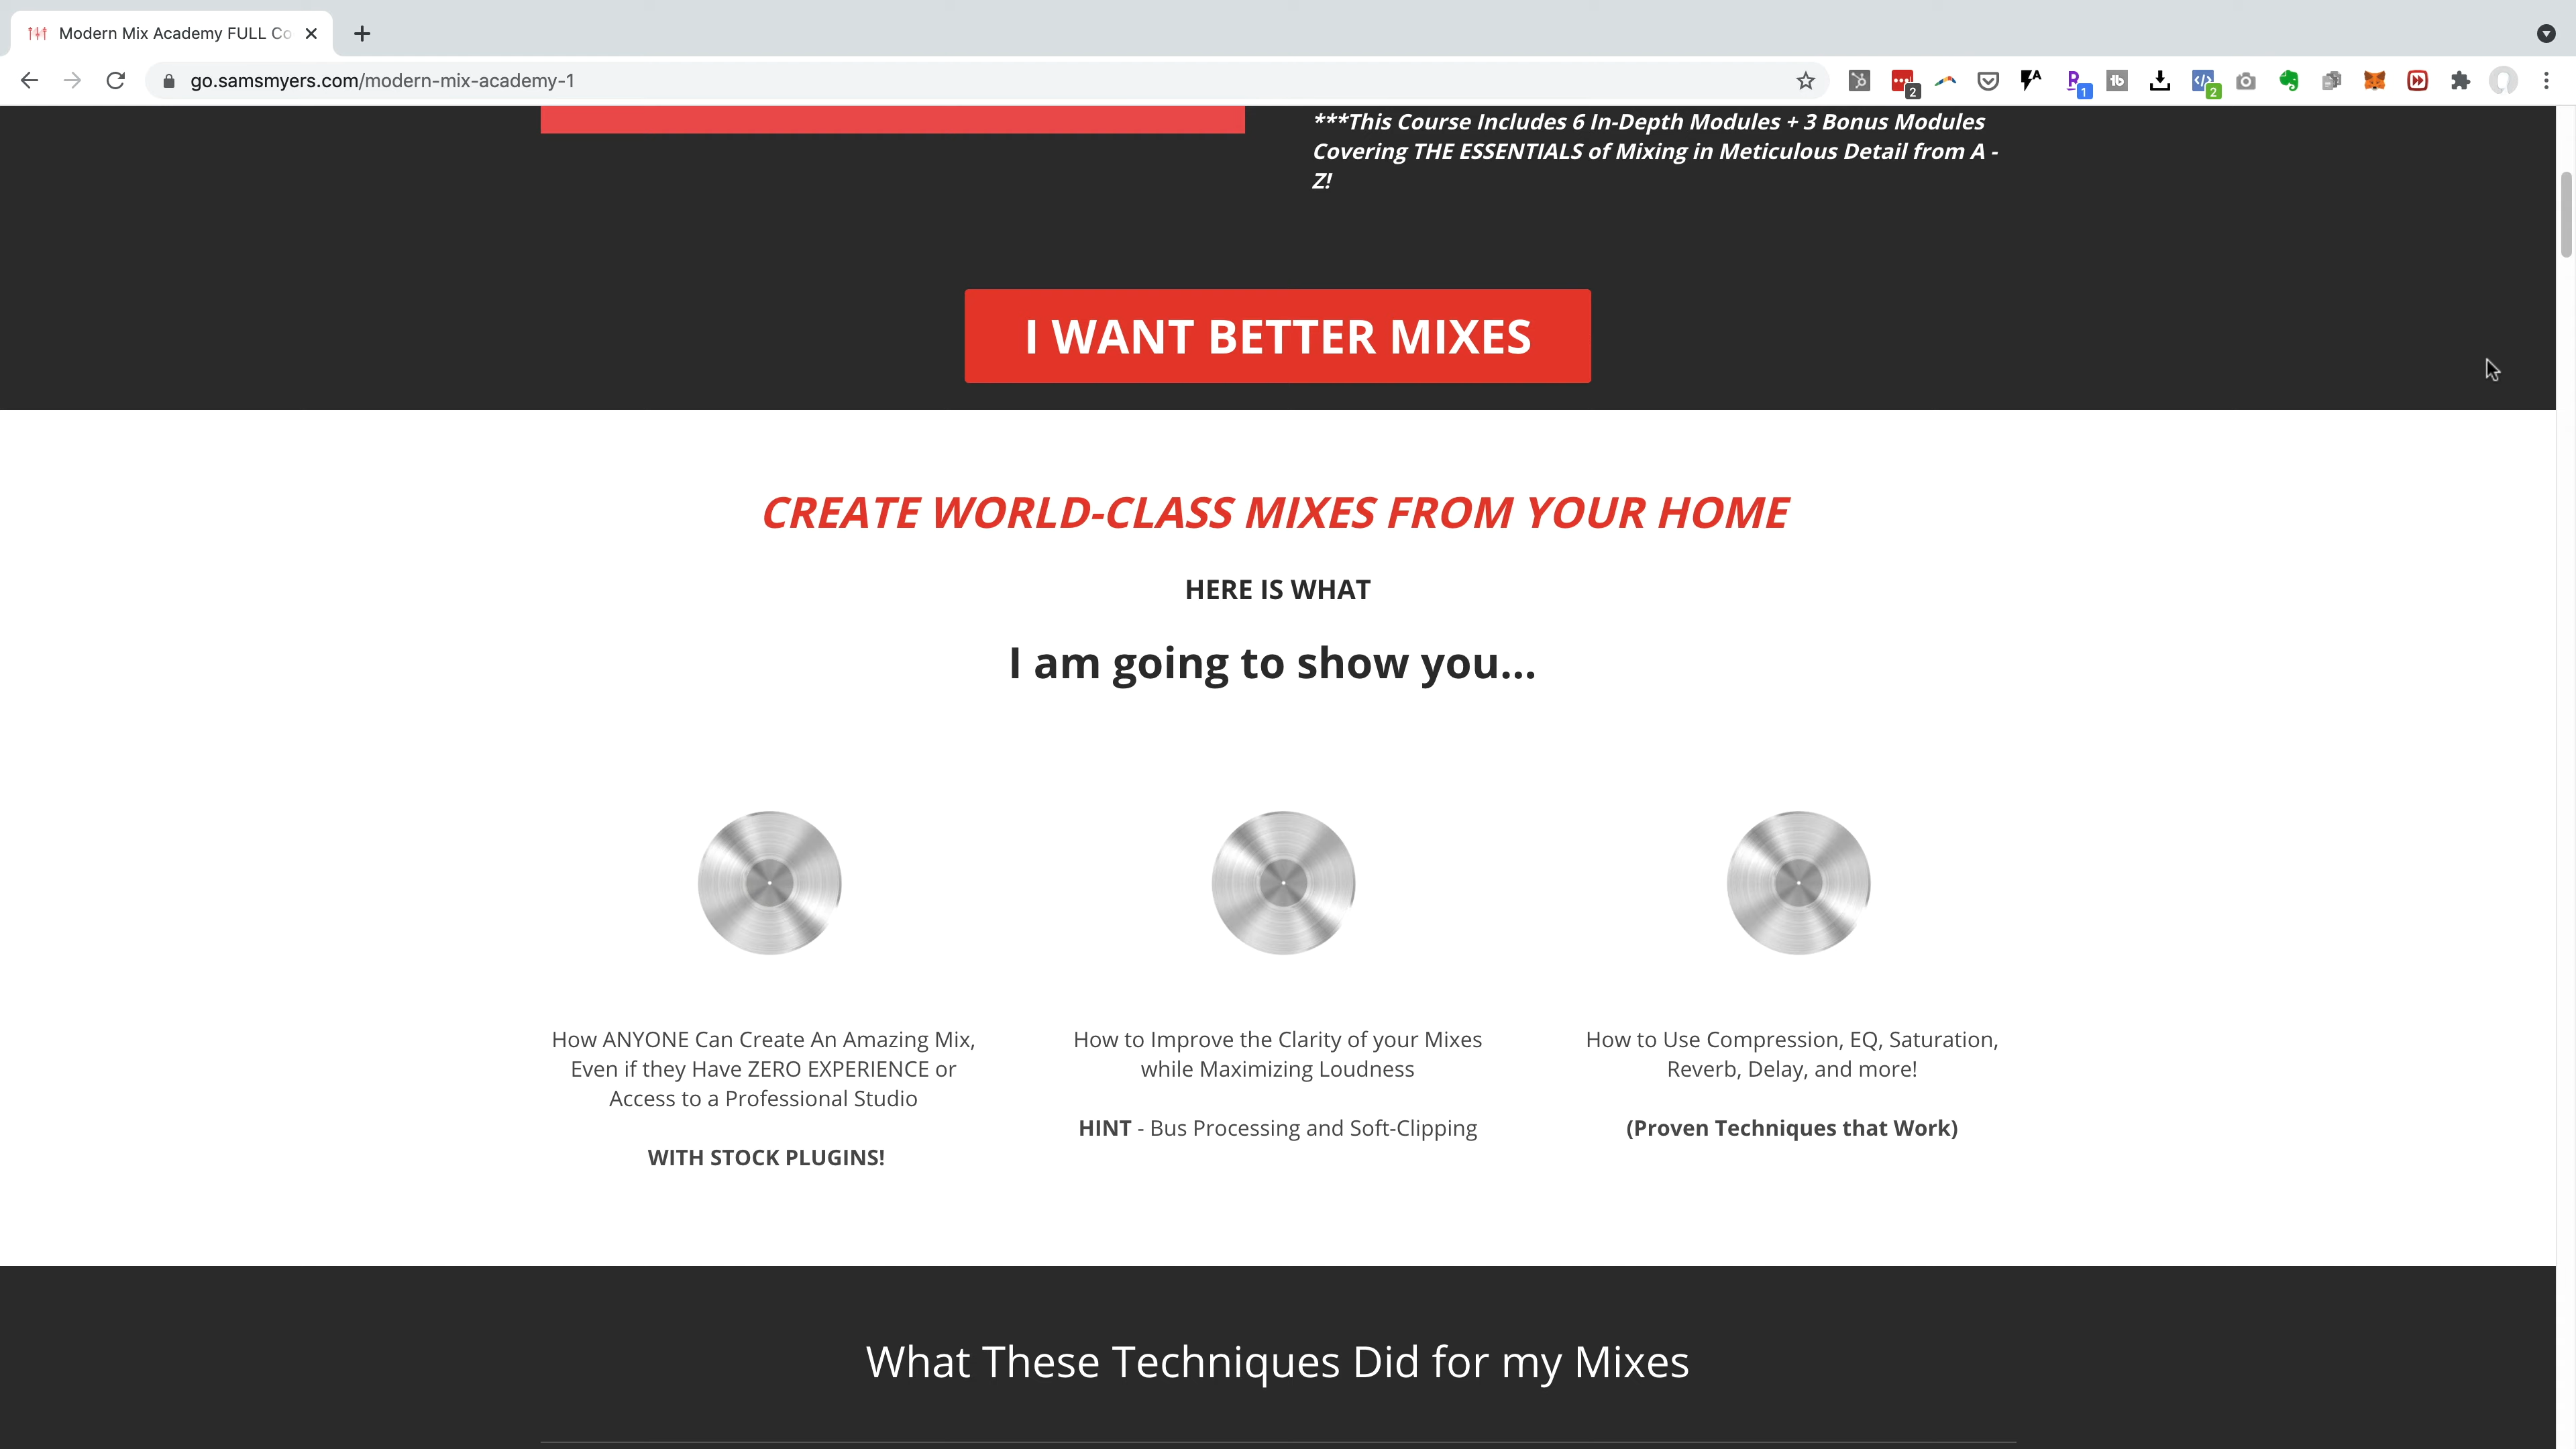 Modern Mix Academy FULL Co
go.samsmyers.com/modern-mix-academy-1
2
1
tb
2
***This Course Includes 6 In-Depth Modules + 3 Bonus Modules
Covering THE ESSENTIALS of Mixing in Meticulous Detail from A -
Z!
I WANT BETTER MIXES
CREATE WORLD-CLASS MIXES FROM YOUR HOME
HERE IS WHAT
I am going to show you...
How ANYONE Can Create An Amazing Mix,
Even if they Have ZERO EXPERIENCE or
Access to a Professional Studio
WITH STOCK PLUGINS!
How to Improve the Clarity of your Mixes
while Maximizing Loudness
HINT - Bus Processing and Soft-Clipping
How to Use Compression, EQ, Saturation,
Reverb, Delay, and more!
(Proven Techniques that Work)
What These Techniques Did for my Mixes